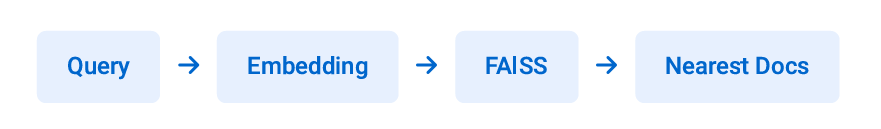 Query → Embedding → FAISS → Nearest Docs